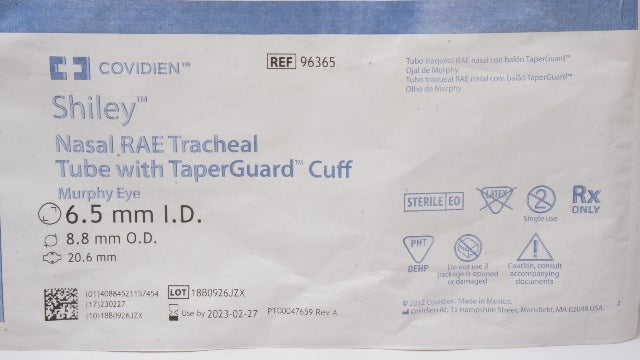 COVIDIEN™
REF 96365
Tubo traqueal RAE nasal con balón TaperGuard™
Ojal de Murphy
Tubo traqueal RAE nasal com balão TaperGuard™
Olho de Murphy
Shiley™
Nasal RAE Tracheal
Tube with TaperGuard™ Cuff
Murphy Eye
6.5 mm I.D.
8.8 mm O.D.
20.6 mm
STERILE EO
LATEX
2
Single use
Rx
ONLY
PHT
DEHP
Do not use if
package is opened
or damaged
Caution, consult
accompanying
documents
(01)40884521157454
(17)230227
(10)18B0926JZX
LOT 18B0926JZX
Use by 2023-02-27
PT00047659 Rev A
© 2012 Covidien. Made in Mexico.
Covidien llc, 15 Hampshire Street, Mansfield, MA 02048 USA.